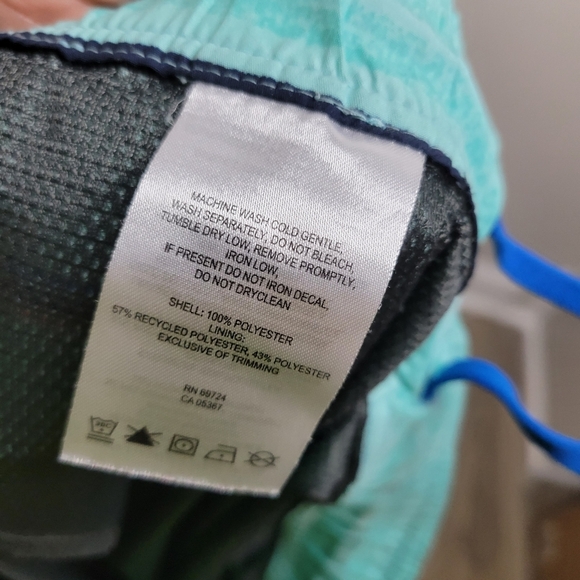 MACHINE WASH COLD GENTLE,
WASH SEPARATELY, DO NOT BLEACH,
TUMBLE DRY LOW, REMOVE PROMPTLY,
IRON LOW,
IF PRESENT DO NOT IRON DECAL,
DO NOT DRYCLEAN
SHELL: 100% POLYESTER
LINING:
57% RECYCLED POLYESTER, 43% POLYESTER
EXCLUSIVE OF TRIMMING
RN 69724
CA 05367